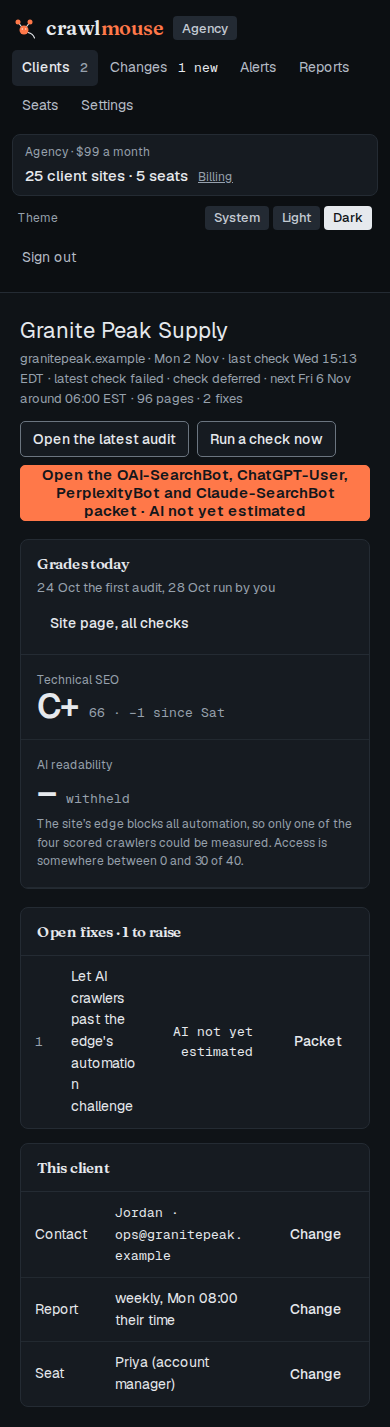 crawlmouse Agency
Clients 2 Changes 1 new Alerts Reports
Seats Settings
Agency · $99 a month
25 client sites · 5 seats Billing
Theme System Light Dark
Sign out
Granite Peak Supply
granitepeak.example · Mon 2 Nov · last check Wed 15:13
EDT · latest check failed · check deferred · next Fri 6 Nov
around 06:00 EST · 96 pages · 2 fixes
Open the latest audit Run a check now
Open the OAI-SearchBot, ChatGPT-User,
PerplexityBot and Claude-SearchBot
packet · AI not yet estimated
Grades today
24 Oct the first audit, 28 Oct run by you
Site page, all checks
Technical SEO
C+ 66 · −1 since Sat
AI readability
— withheld
The site's edge blocks all automation, so only one of the
four scored crawlers could be measured. Access is
somewhere between 0 and 30 of 40.
Open fixes · 1 to raise
Let AI
crawlers
past the
1 edge's AI not yet estimated Packet
automatio
n
challenge
This client
Contact Jordan · ops@granitepeak.example Change
Report weekly, Mon 08:00 their time Change
Seat Priya (account manager) Change